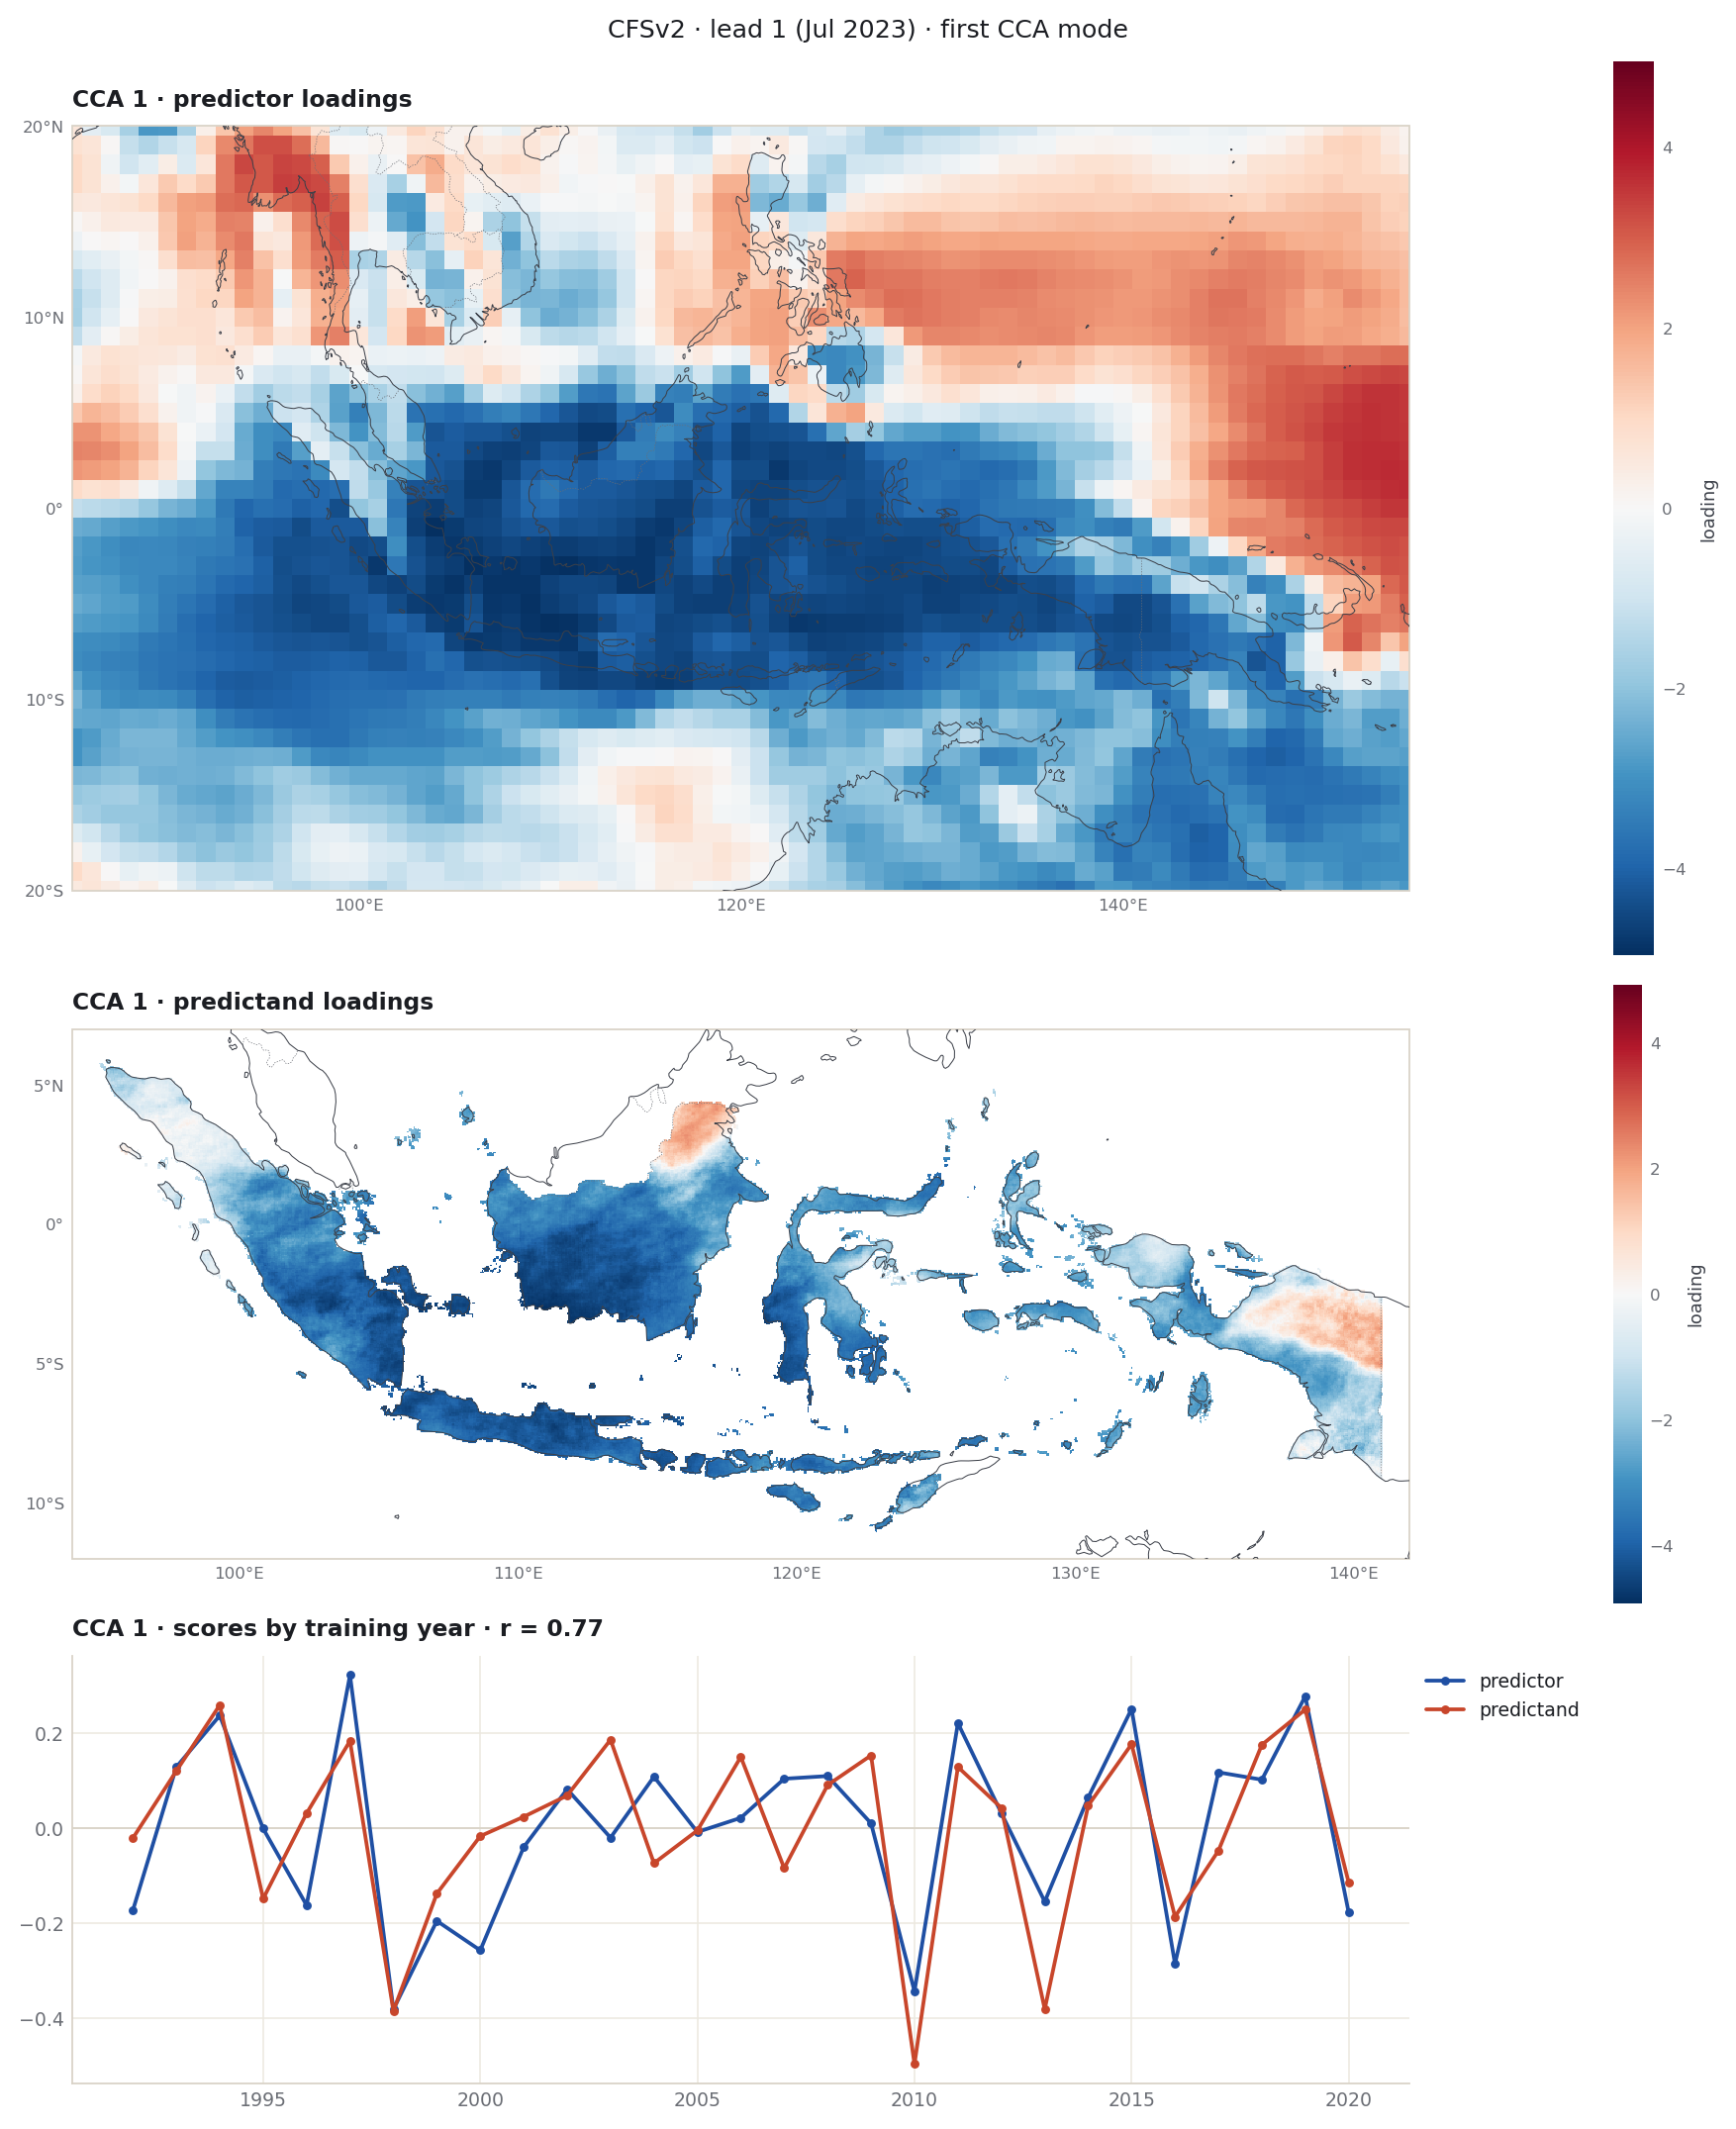 CFSv2 · lead 1 (Jul 2023) · first CCA mode
CCA 1 · predictor loadings
20°N
10°N
0°
10°S
20°S
100°E
120°E
140°E
4
2
0
−2
−4
loading
CCA 1 · predictand loadings
5°N
0°
5°S
10°S
100°E
110°E
120°E
130°E
140°E
4
2
0
−2
−4
loading
CCA 1 · scores by training year · r = 0.77
0.2
0.0
−0.2
−0.4
1995
2000
2005
2010
2015
2020
predictor
predictand